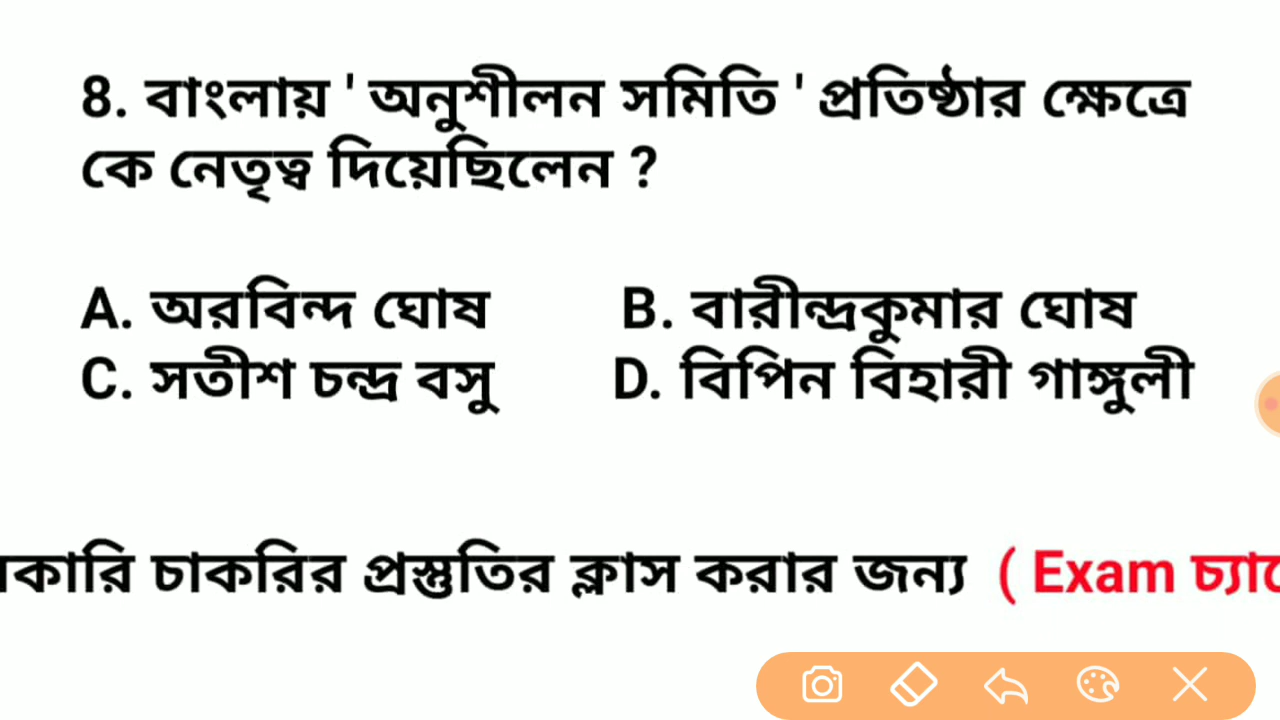 8. বাংলায় ' অনুশীলন সমিতি ' প্রতিষ্ঠার ক্ষেত্রে
কে নেতৃত্ব দিয়েছিলেন ?
A. অরবিন্দ ঘোষ B. বারীন্দ্রকুমার ঘোষ
C. সতীশ চন্দ্র বসু D. বিপিন বিহারী গাঙ্গুলী
চাকরির প্রস্তুতির ক্লাস করার জন্য ( Exam